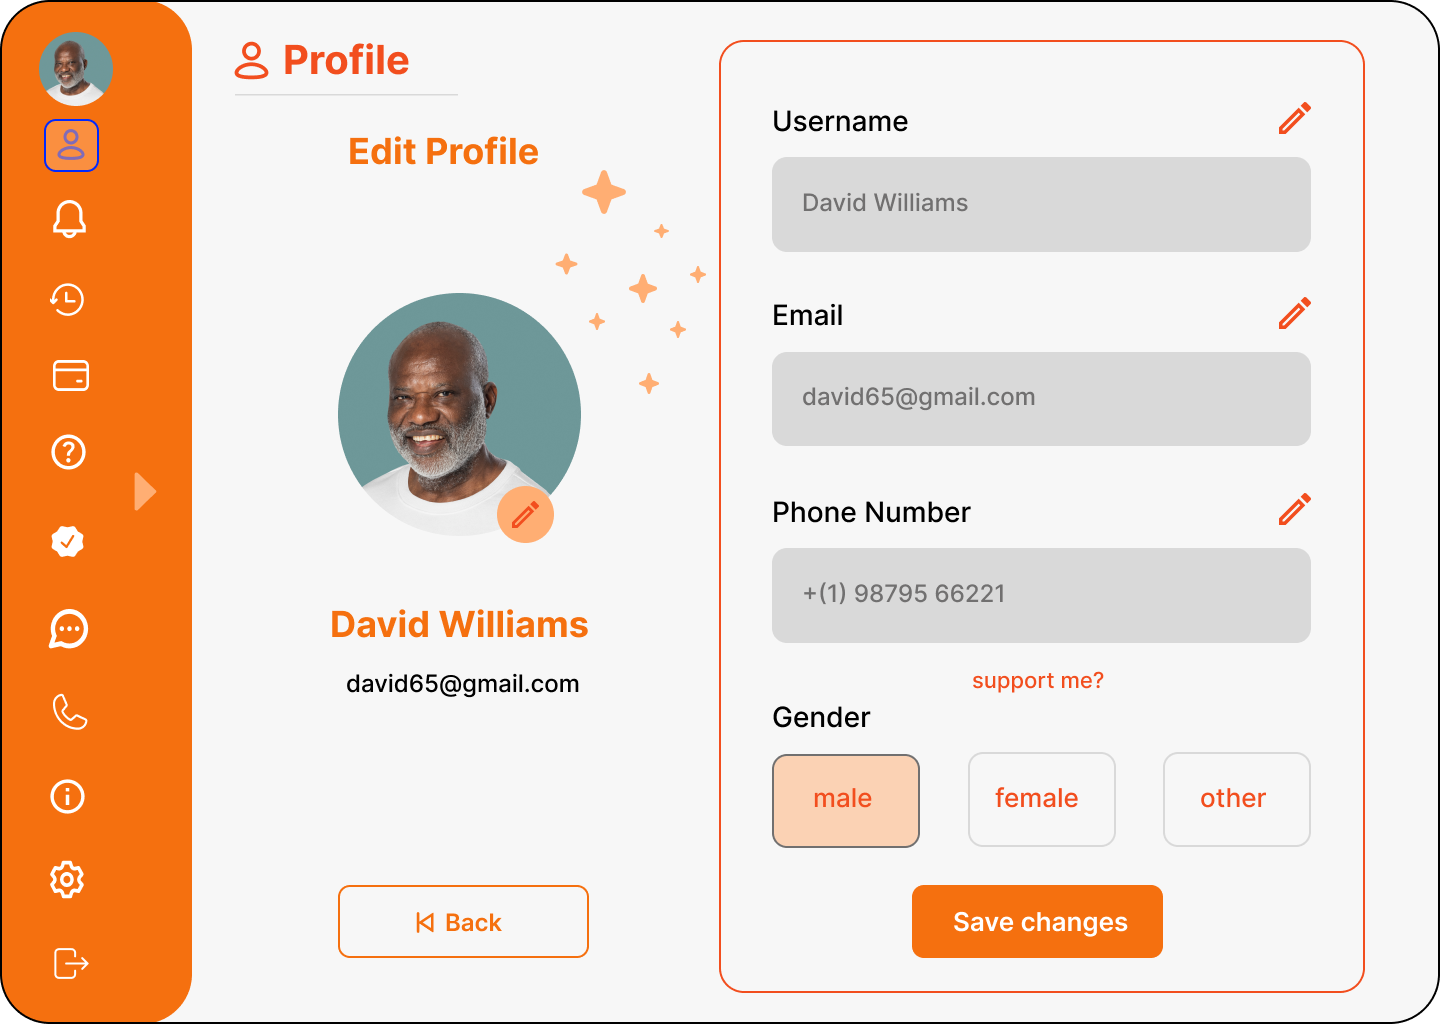 Profile
Edit Profile
David Williams
david65@gmail.com
Back
Username
David Williams
Email
david65@gmail.com
Phone Number
+(1) 98795 66221
support me?
Gender
male female other
Save changes